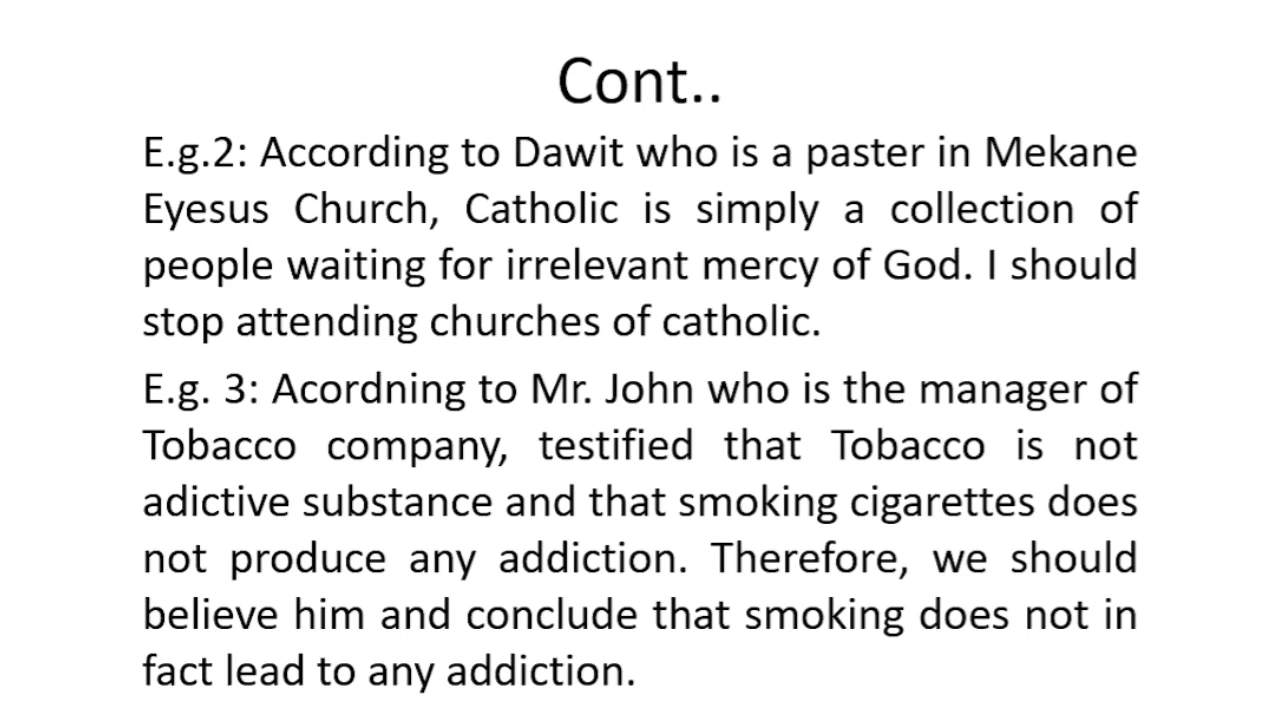 Cont..
E.g.2: According to Dawit who is a paster in Mekane
Eyesus Church, Catholic is simply a collection of
people waiting for irrelevant mercy of God. I should
stop attending churches of catholic.
E.g. 3: Acordning to Mr. John who is the manager of
Tobacco company, testified that Tobacco is not
adictive substance and that smoking cigarettes does
not produce any addiction. Therefore, we should
believe him and conclude that smoking does not in
fact lead to any addiction.